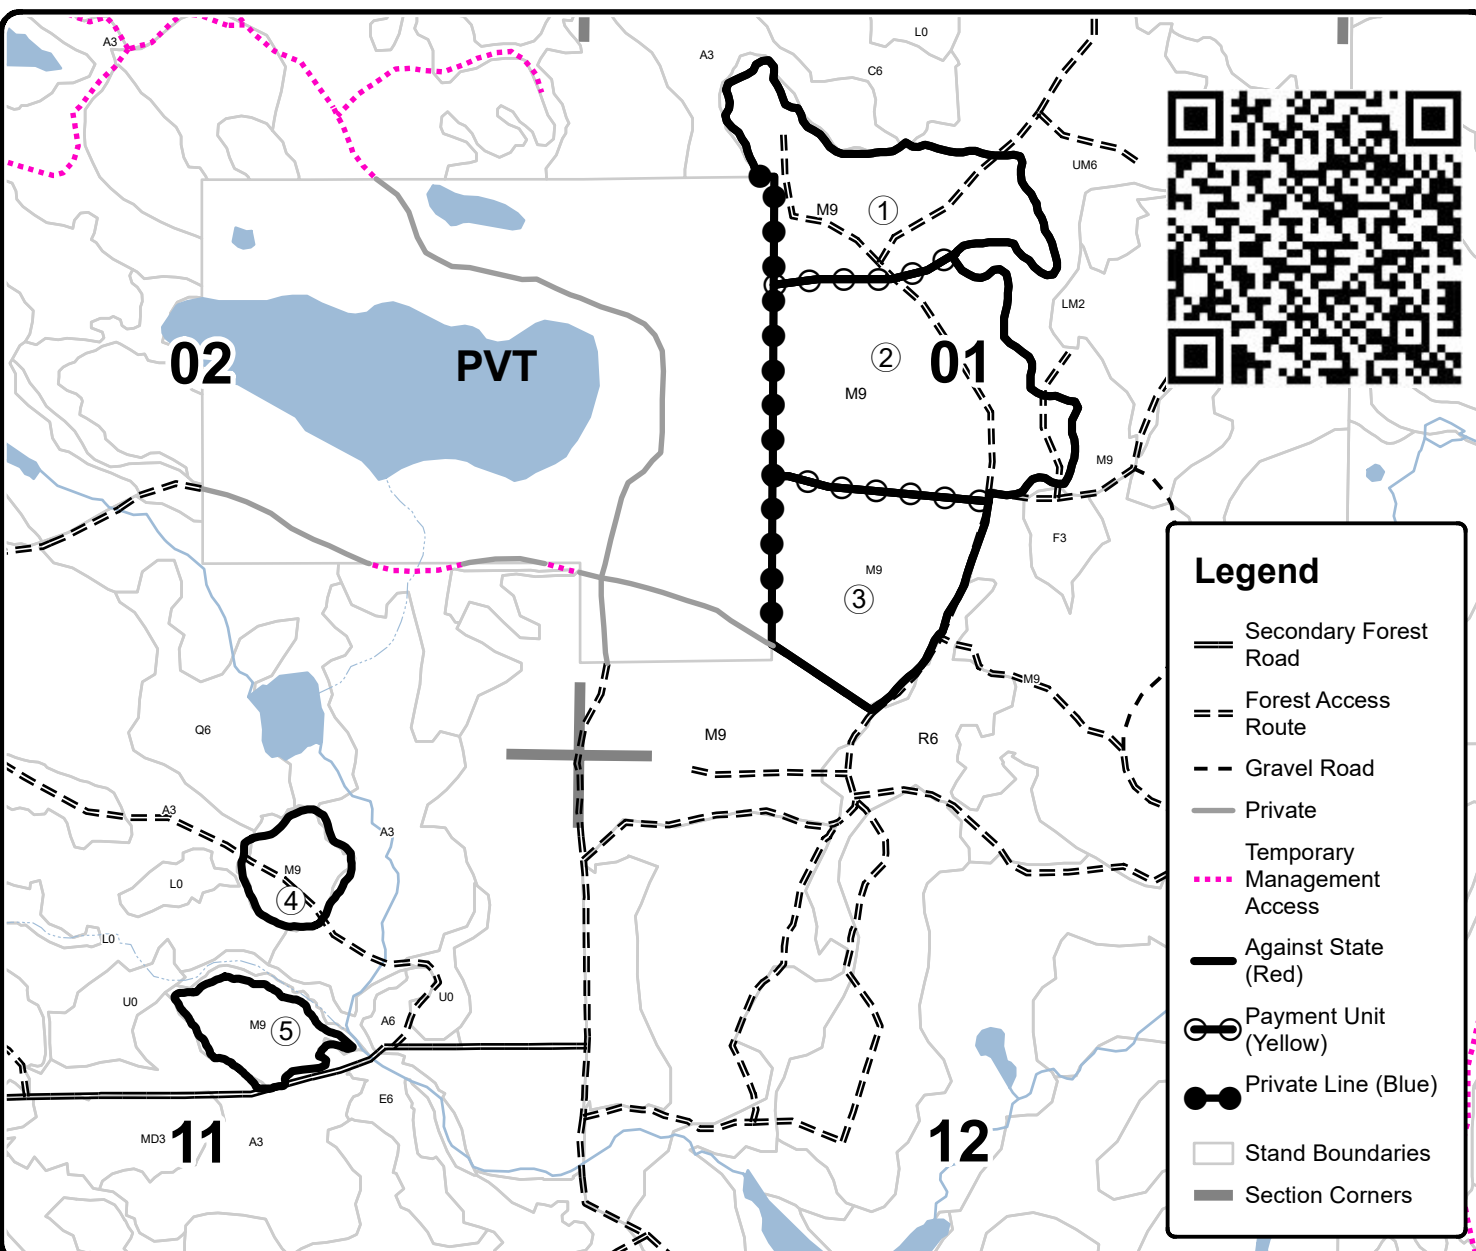 L0
A3
A3
C6
UM6
M9
1
LM2
02
PVT
2
01
M9
M9
F3
M9
3
M9
Q6
M9
R6
A3
A3
M9
L0
4
L0
U0
U0
M9
5
A6
E6
MD3
11
A3
12
Legend
Secondary Forest
Road
Forest Access
Route
Gravel Road
Private
Temporary
Management
Access
Against State
(Red)
Payment Unit
(Yellow)
Private Line (Blue)
Stand Boundaries
Section Corners